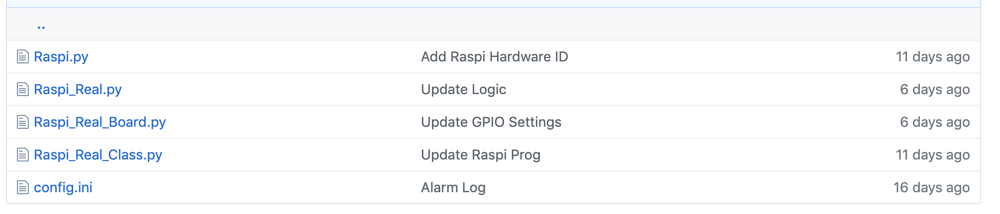 ..
Raspi.py Add Raspi Hardware ID 11 days ago
Raspi_Real.py Update Logic 6 days ago
Raspi_Real_Board.py Update GPIO Settings 6 days ago
Raspi_Real_Class.py Update Raspi Prog 11 days ago
config.ini Alarm Log 16 days ago